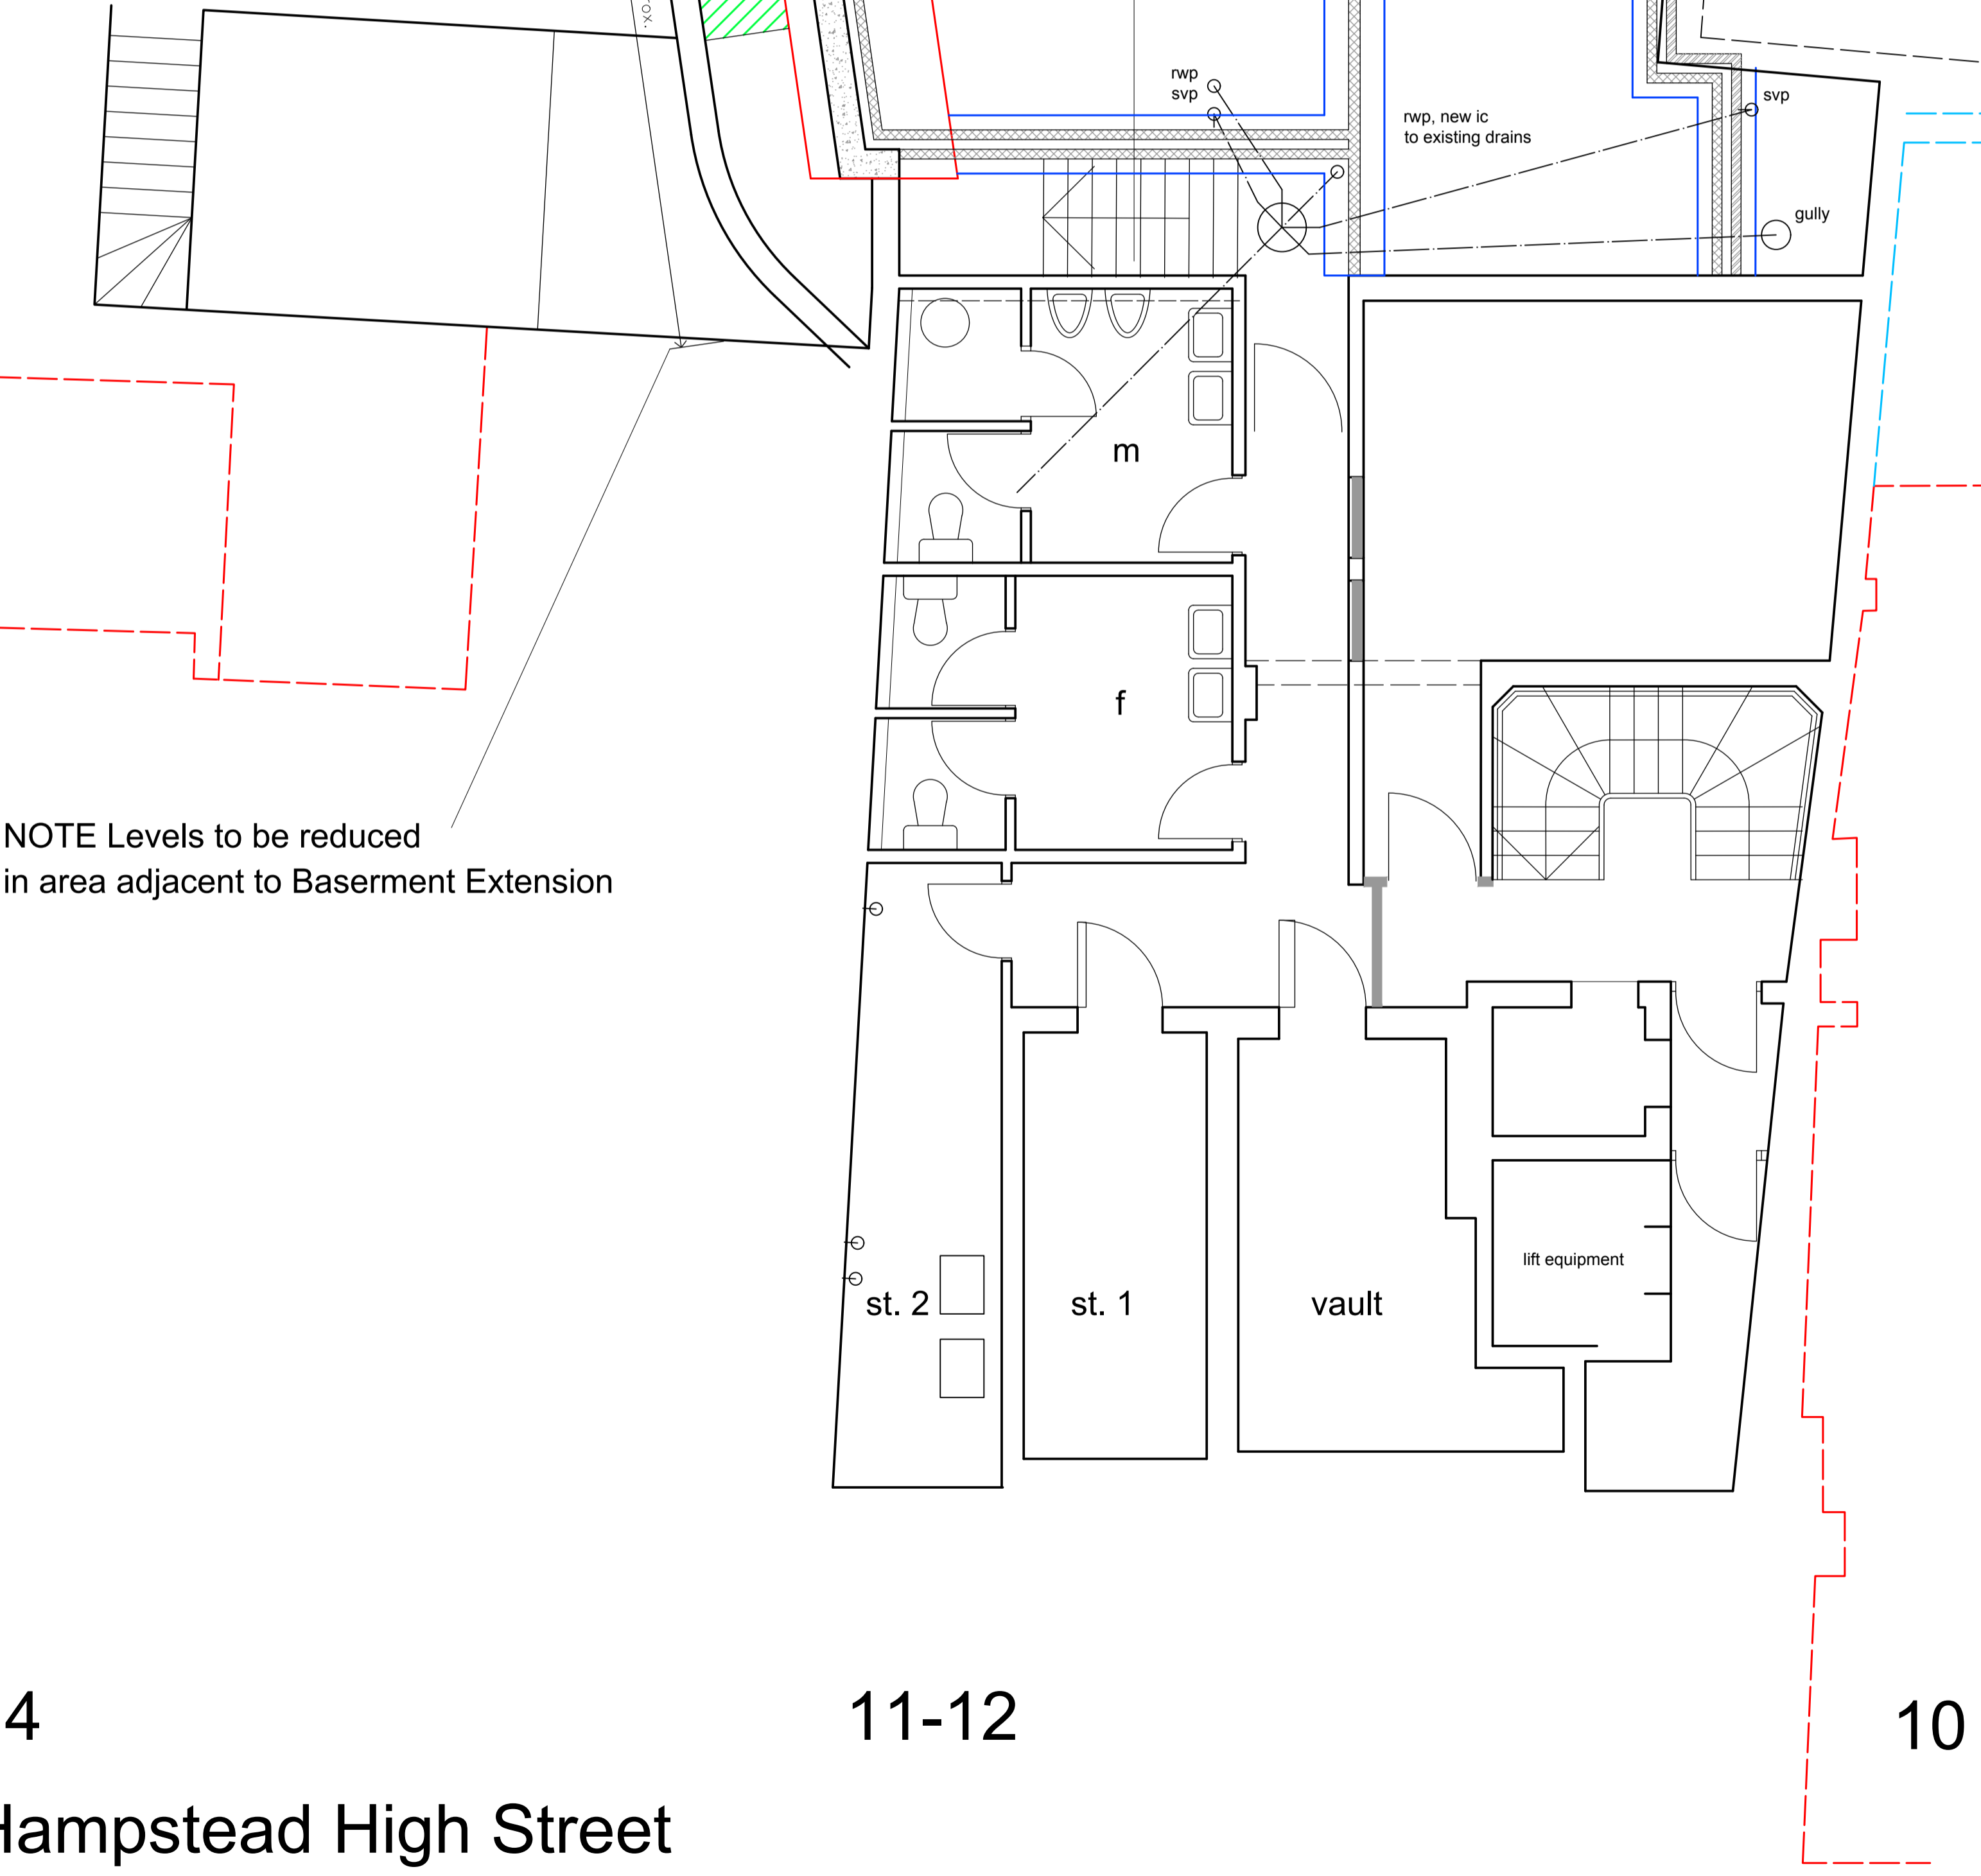 rwp
svp
rwp, new ic
to existing drains
svp
gully
m
f
NOTE Levels to be reduced
in area adjacent to Baserment Extension
lift equipment
st. 2
st. 1
vault
4
11-12
10
Hampstead High Street